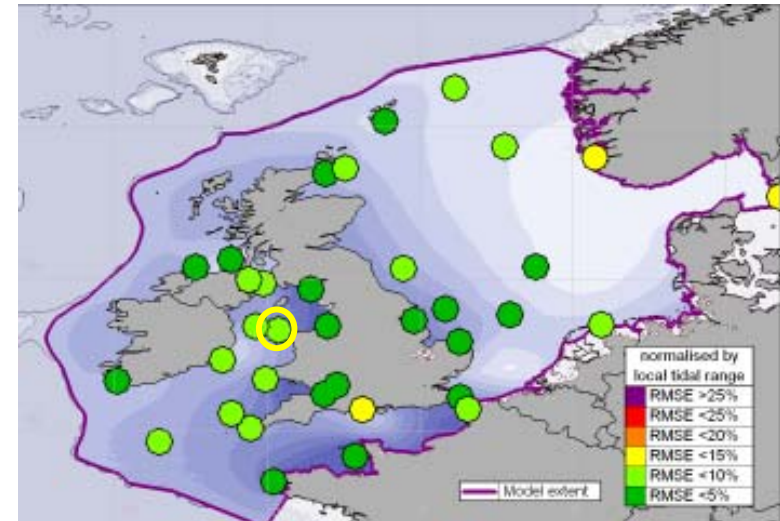 normalised by
local tidal range
RMSE >25%
RMSE <25%
RMSE <20%
RMSE <15%
RMSE <10%
RMSE <5%
Model extent